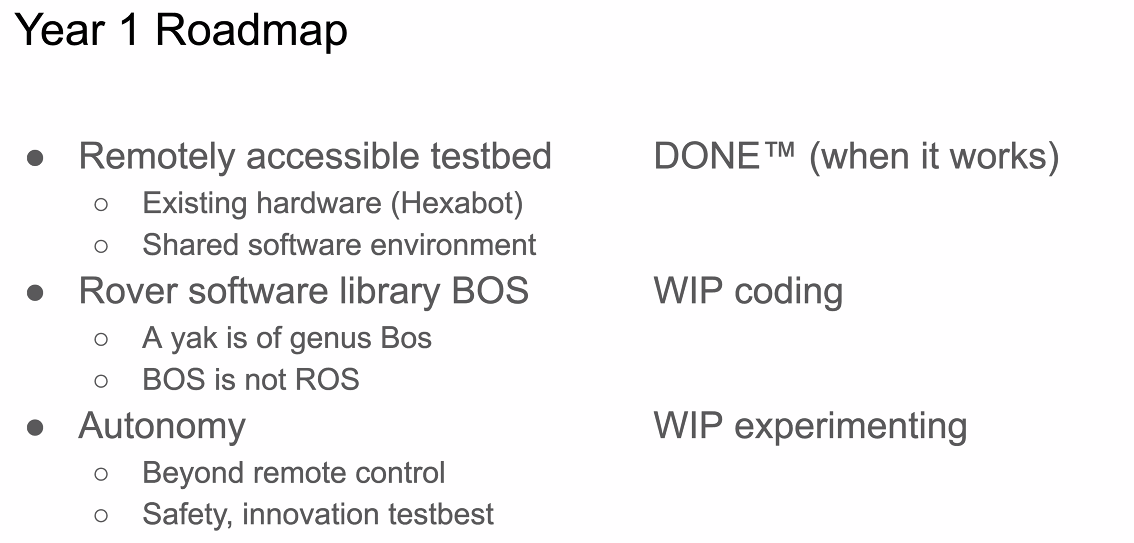 Year 1 Roadmap
● Remotely accessible testbed DONE™ (when it works)
○ Existing hardware (Hexabot)
○ Shared software environment
● Rover software library BOS WIP coding
○ A yak is of genus Bos
○ BOS is not ROS
● Autonomy WIP experimenting
○ Beyond remote control
○ Safety, innovation testbest